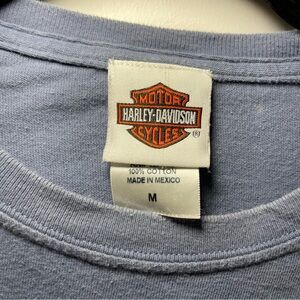 MOTOR
HARLEY-DAVIDSON
CYCLES
®
100% COTTON
MADE IN MEXICO
M